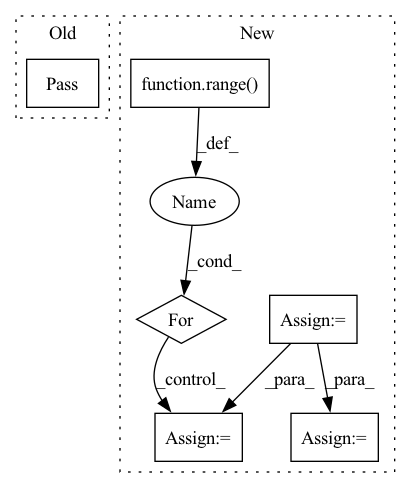 Old
New
Pass
function.range()
_def_
Name
_cond_
For
Assign:=
_control_
_para_
_para_
Assign:=
Assign:=